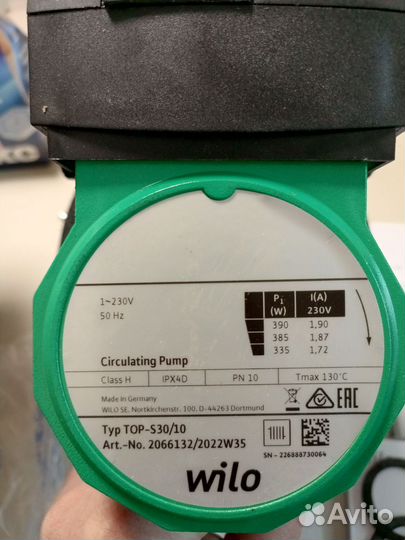 1~230V
50 Hz
Pi (W) I(A) 230V
390 1,90
385 1,87
335 1,72
Circulating Pump
Class H IPX4D PN 10 Tmax 130°C
Made in Germany
WILO SE. Nortkirchenstr. 100, D-44263 Dortmund
EAC
Typ TOP-S30/10
Art.-No. 2066132/2022W35
SN - 226888730064
wilo
Avito